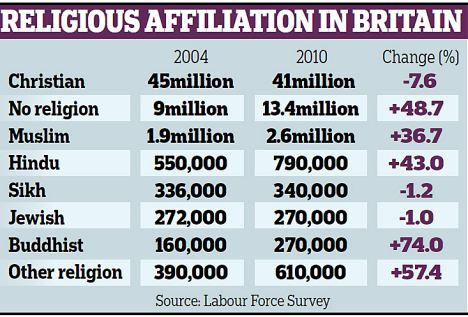 RELIGIOUS AFFILIATION IN BRITAIN
2004 2010 Change (%)
Christian 45million 41million -7.6
No religion 9million 13.4million +48.7
Muslim 1.9million 2.6million +36.7
Hindu 550,000 790,000 +43.0
Sikh 336,000 340,000 -1.2
Jewish 272,000 270,000 -1.0
Buddhist 160,000 270,000 +74.0
Other religion 390,000 610,000 +57.4
Source: Labour Force Survey